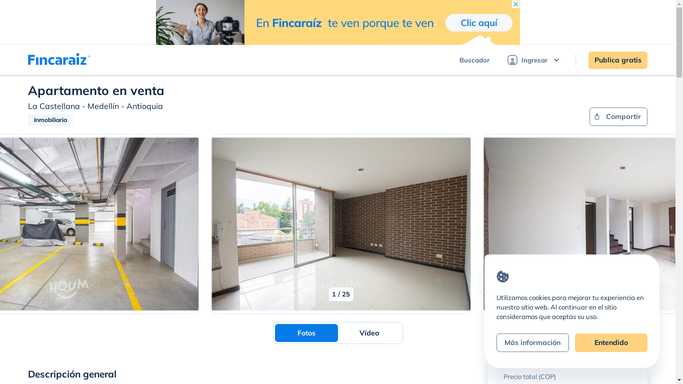 En Fincaraíz te ven porque te ven
Clic aquí
Fincaraiz
Buscador
Ingresar
Publica gratis
Apartamento en venta
La Castellana - Medellín - Antioquia
Inmobiliaria
Compartir
HOUM
1 / 25
Utilizamos cookies para mejorar tu experiencia en
nuestro sitio web. Al continuar en el sitio
consideramos que aceptas su uso.
Más información
Entendido
Fotos
Vídeo
Descripción general
Precio total (COP)